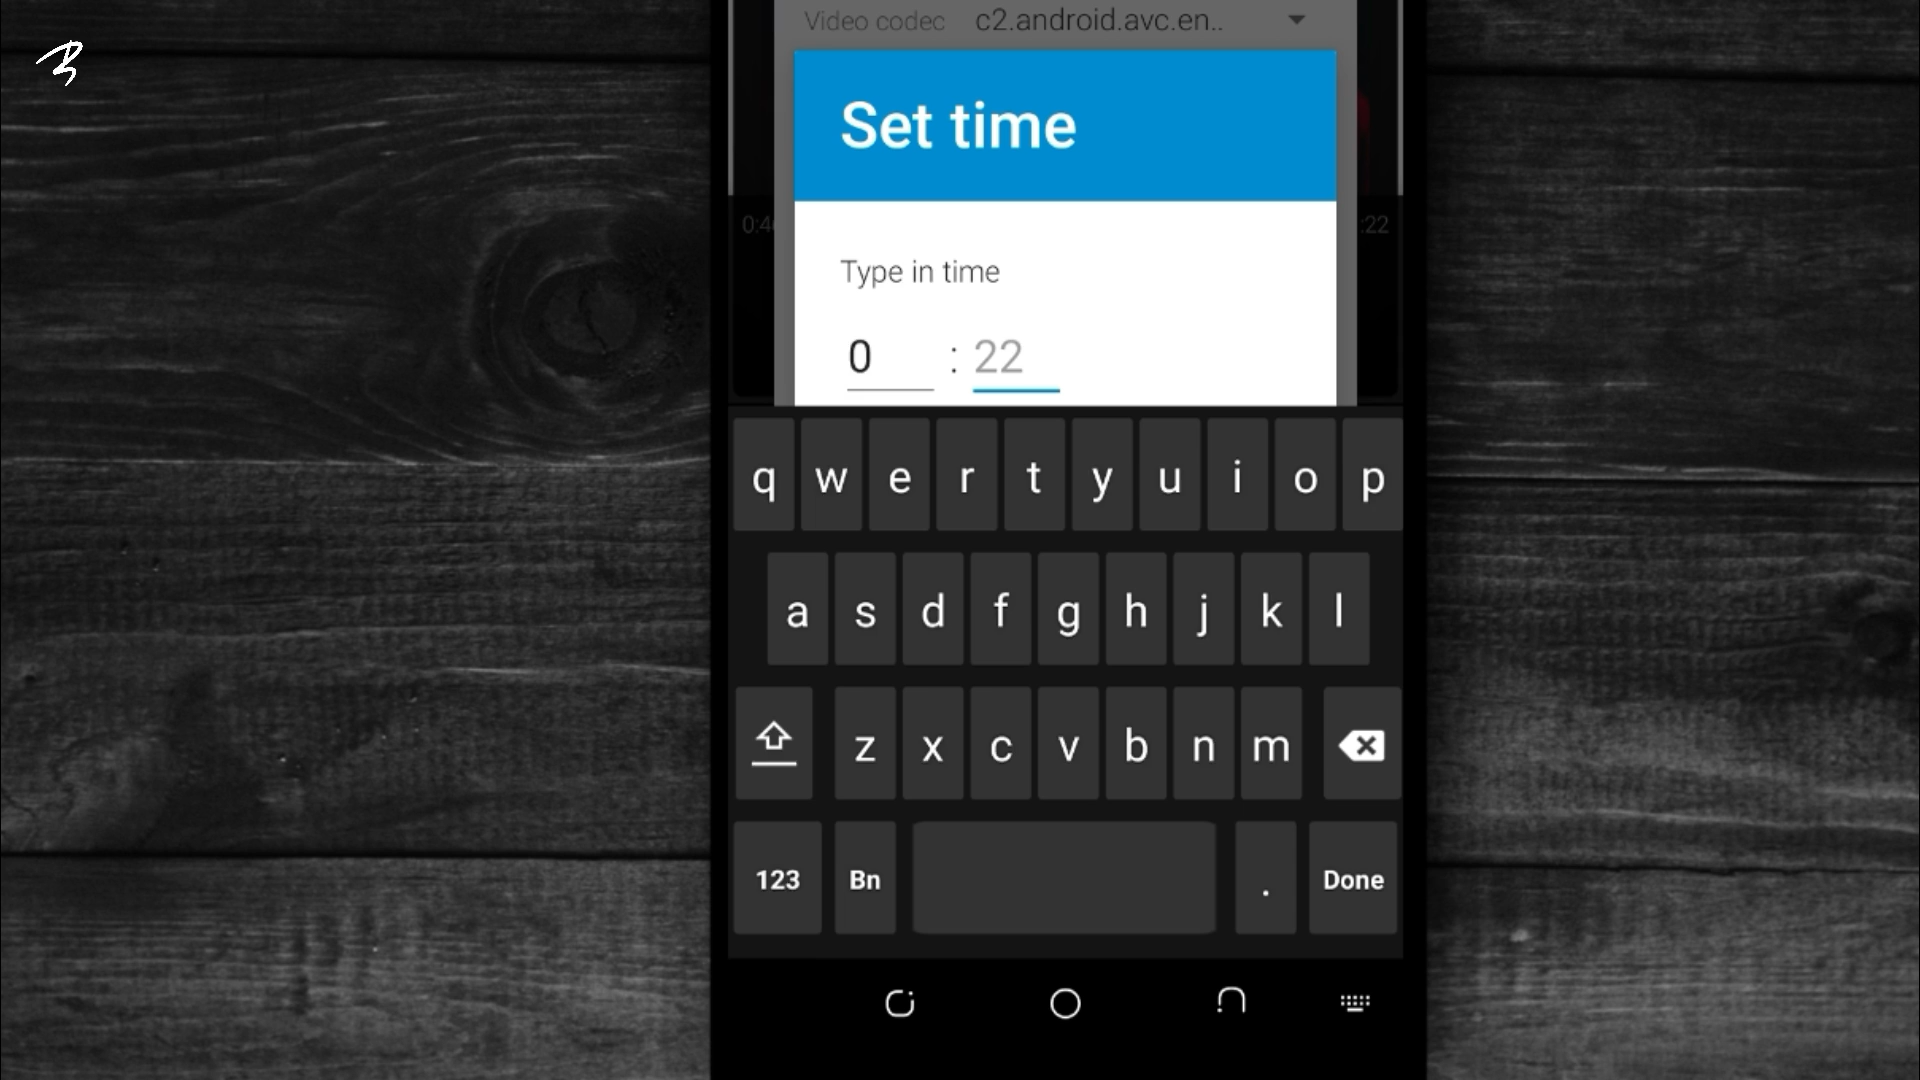 Video codec c2.android.avc.en..
Set time
0:4
:22
Type in time
0 : 22
q w e r t y u i o p
a s d f g h j k l
z x c v b n m
123 Bn . Done